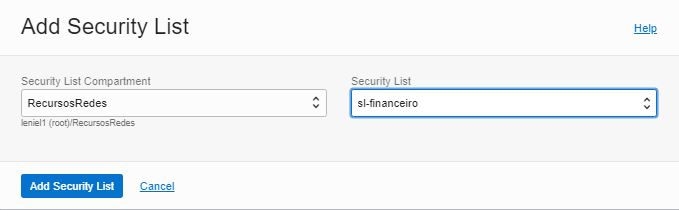 Add Security List
Help
Security List Compartment
Security List
RecursosRedes
sl-financeiro
leniel1 (root)/RecursosRedes
Add Security List
Cancel